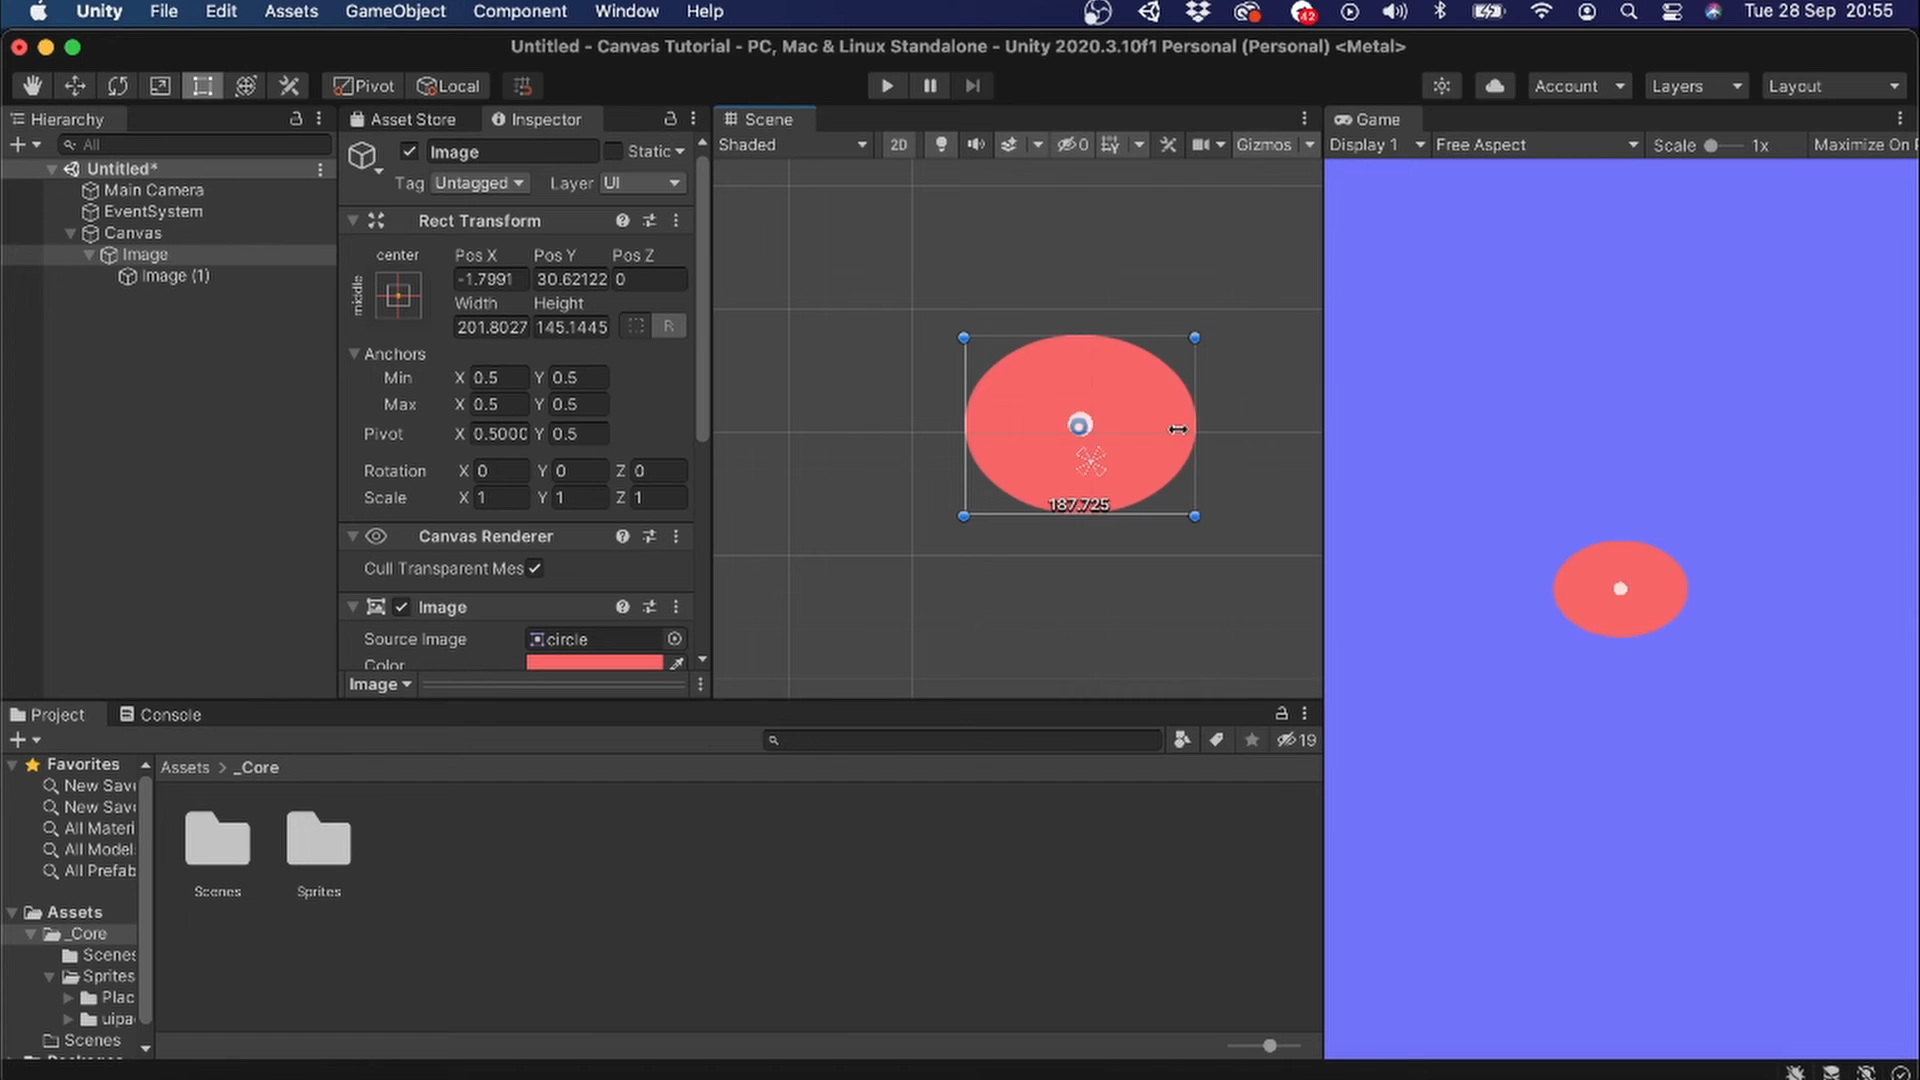 Unity File Edit Assets GameObject Component Window Help 42 Tue 28 Sep 20:55
Untitled - Canvas Tutorial - PC, Mac & Linux Standalone - Unity 2020.3.10f1 Personal (Personal) <Metal>
Pivot Local Account Layers Layout
Hierarchy
All
Untitled*
Main Camera
EventSystem
Canvas
Image
Image (1)
Asset Store Inspector
Image Static
Tag Untagged Layer UI
Rect Transform
center Pos X Pos Y Pos Z
middle
-1.7991 30.62122 0
Width Height
201.8027 145.1445 R
Anchors
Min X 0.5 Y 0.5
Max X 0.5 Y 0.5
Pivot X 0.5000 Y 0.5
Rotation X 0 Y 0 Z 0
Scale X 1 Y 1 Z 1
Canvas Renderer
Cull Transparent Mes
Image
Source Image circle
Color
Image
Scene
Shaded 2D 0 Gizmos
187.725
Game
Display 1 Free Aspect Scale 1x Maximize On
Project Console
19
Favorites
New Save
New Save
All Materi
All Model
All Prefab
Assets
_Core
Scenes
Sprites
Plac
uipa
Scenes
Assets > _Core
Scenes Sprites